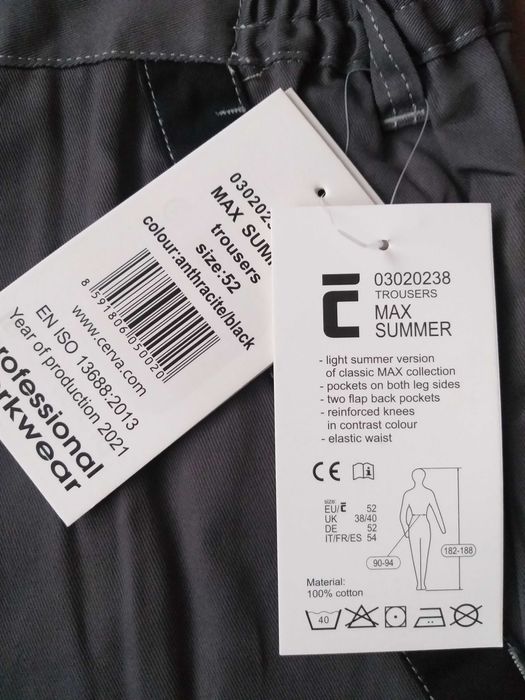 030202
MAX SUM
trousers
size:52
colour:anthracite/black
www.cerva.com
EN ISO 13688:2013
Year of production 2021
rofessional
rkwear
03020238
TROUSERS
MAX
SUMMER
- light summer version
of classic MAX collection
- pockets on both leg sides
- two flap back pockets
- reinforced knees
in contrast colour
- elastic waist
CE
size:
EU/C 52
UK 38/40
DE 52
IT/FR/ES 54
182-188
90-94
Material:
100% cotton
40